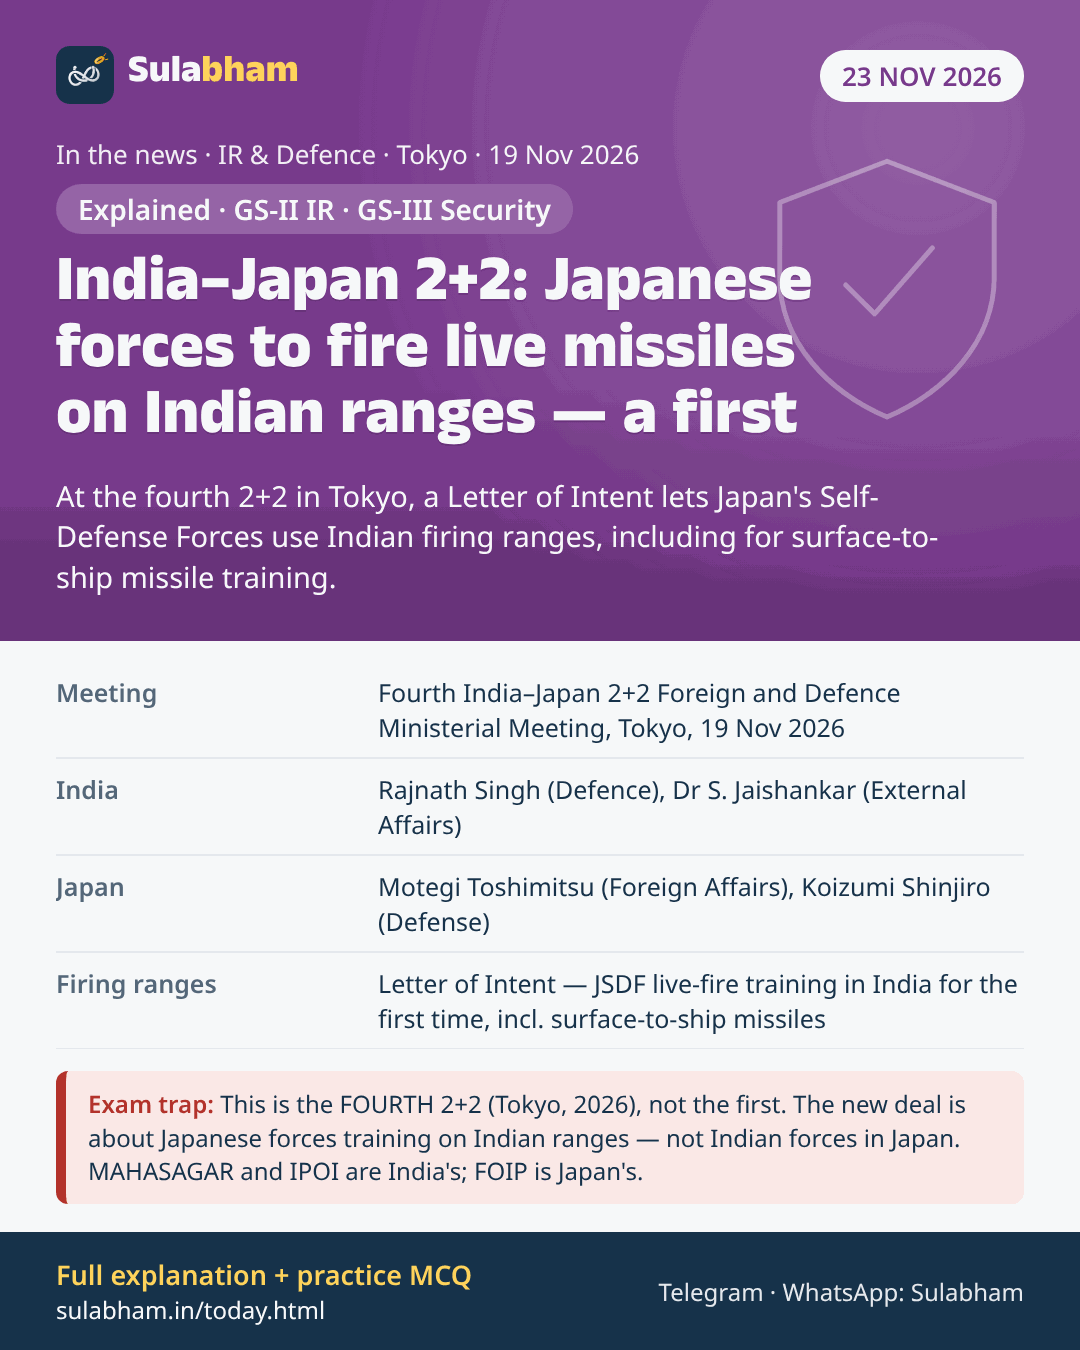 Sulabham
23 NOV 2026
In the news · IR & Defence · Tokyo · 19 Nov 2026
Explained · GS-II IR · GS-III Security
India–Japan 2+2: Japanese
forces to fire live missiles
on Indian ranges — a first
At the fourth 2+2 in Tokyo, a Letter of Intent lets Japan's Self-
Defense Forces use Indian firing ranges, including for surface-to-
ship missile training.
Meeting
Fourth India–Japan 2+2 Foreign and Defence
Ministerial Meeting, Tokyo, 19 Nov 2026
India
Rajnath Singh (Defence), Dr S. Jaishankar (External
Affairs)
Japan
Motegi Toshimitsu (Foreign Affairs), Koizumi Shinjiro
(Defense)
Firing ranges
Letter of Intent — JSDF live-fire training in India for the
first time, incl. surface-to-ship missiles
Exam trap: This is the FOURTH 2+2 (Tokyo, 2026), not the first. The new deal is
about Japanese forces training on Indian ranges — not Indian forces in Japan.
MAHASAGAR and IPOI are India's; FOIP is Japan's.
Full explanation + practice MCQ
sulabham.in/today.html
Telegram · WhatsApp: Sulabham